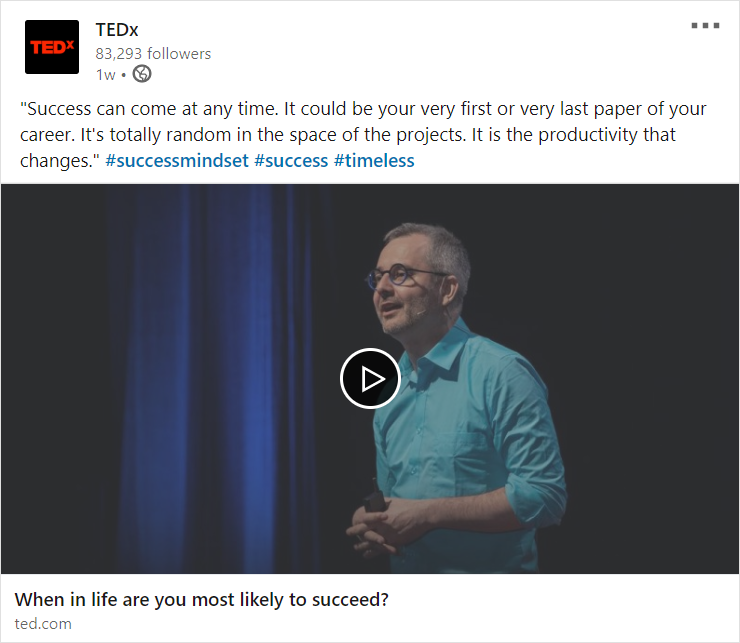 TEDx
TEDx
83,293 followers
1w •
"Success can come at any time. It could be your very first or very last paper of your
career. It's totally random in the space of the projects. It is the productivity that
changes." #successmindset #success #timeless
When in life are you most likely to succeed?
ted.com